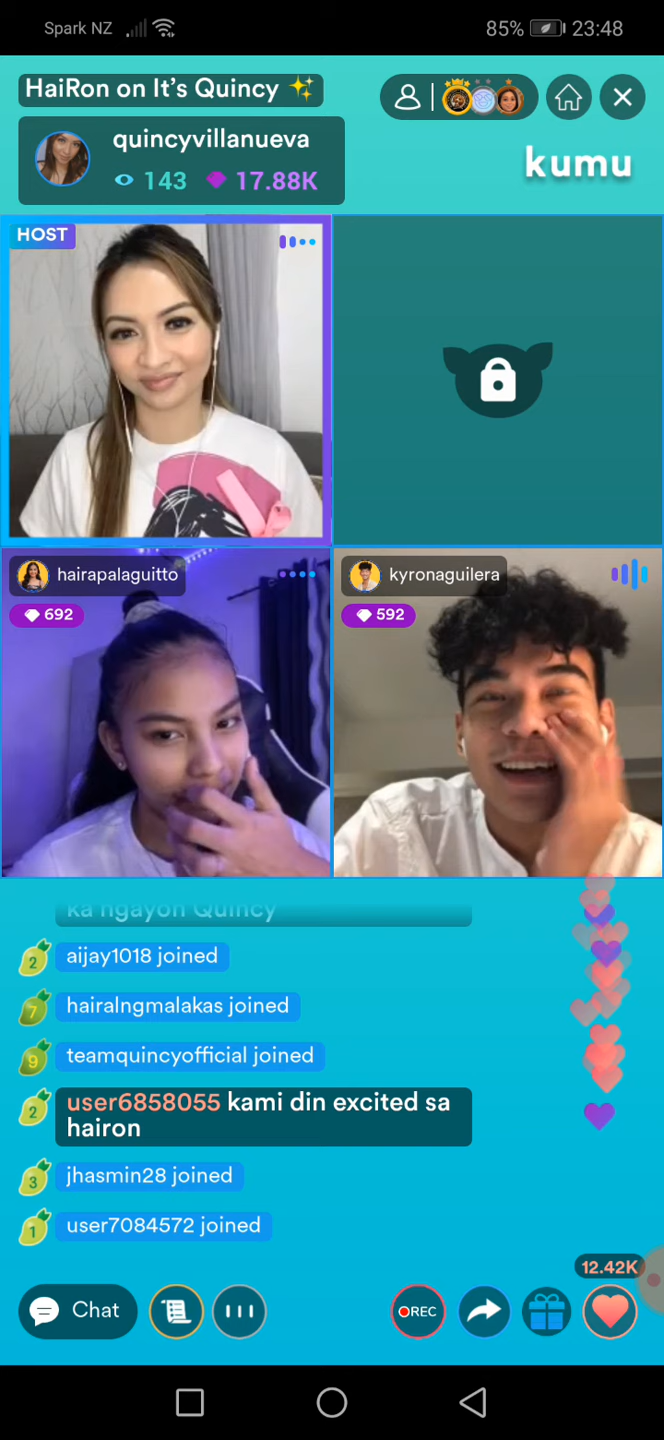 Spark NZ
85% 23:48
HaiRon on It's Quincy ✨
quincyvillanueva
143 17.88K
kumu
HOST
hairapalaguitto
692
kyronaguilera
592
ka ngayon Quincy
2 aijay1018 joined
7 hairalngmalakas joined
9 teamquincyofficial joined
2 user6858055 kami din excited sa
hairon
3 jhasmin28 joined
1 user7084572 joined
12.42K
Chat
REC